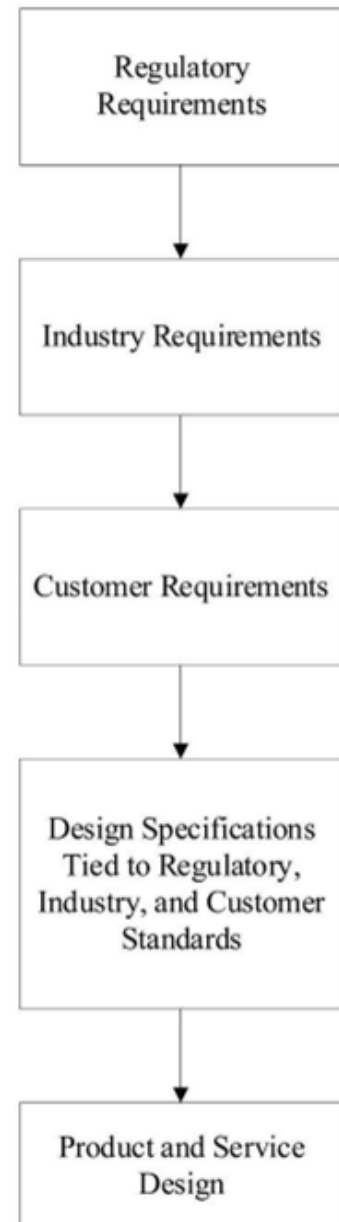 Regulatory
Requirements
Industry Requirements
Customer Requirements
Design Specifications
Tied to Regulatory,
Industry, and Customer
Standards
Product and Service
Design